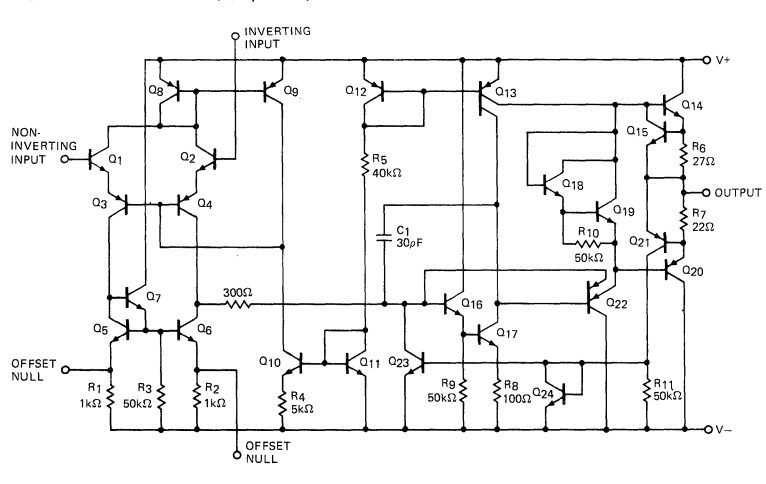 INVERTING
INPUT
V+
Q8
Q9
Q12
Q13
Q14
Q15
NON-
INVERTING
INPUT
Q1
Q2
R5
40kΩ
R6
27Ω
Q18
OUTPUT
Q3
Q4
Q19
R7
22Ω
C1
30pF
R10
50kΩ
Q21
Q20
Q7
300Ω
Q16
Q22
Q5
Q6
Q17
OFFSET
NULL
Q10
Q11
Q23
R1
1kΩ
R3
50kΩ
R2
1kΩ
R4
5kΩ
R9
50kΩ
R8
100Ω
Q24
R11
50kΩ
V−
OFFSET
NULL